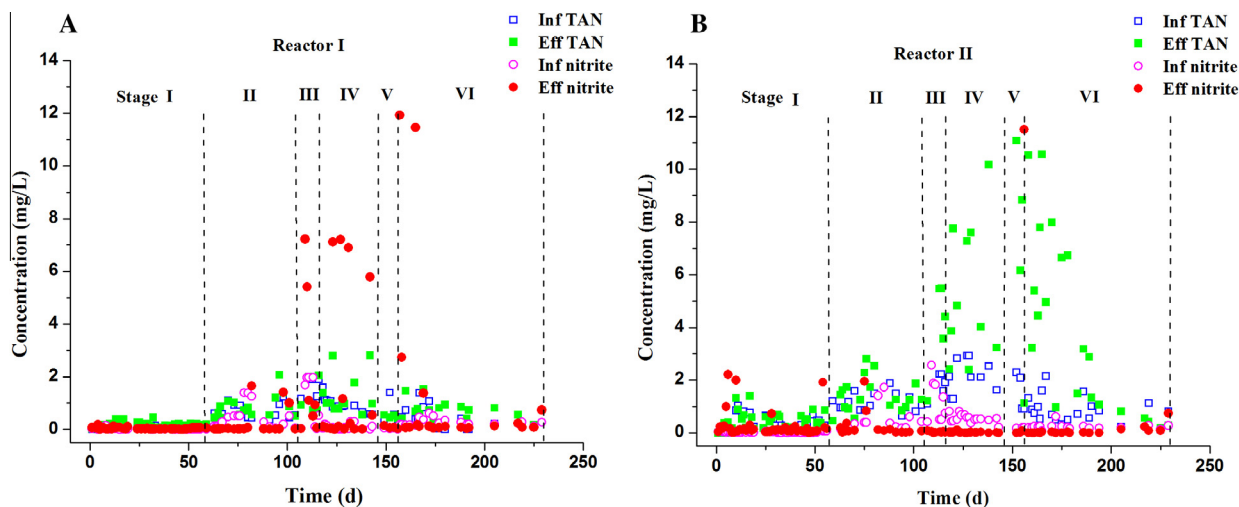 A
Inf TAN
Eff TAN
Inf nitrite
Eff nitrite
Reactor I
Stage I II III IV V VI
14
12
10
8
6
4
2
0
Concentration (mg/L)
0 50 100 150 200 250
Time (d)
B
Inf TAN
Eff TAN
Inf nitrite
Eff nitrite
Reactor II
Stage I II III IV V VI
14
12
10
8
6
4
2
0
Concentration (mg/L)
0 50 100 150 200 250
Time (d)